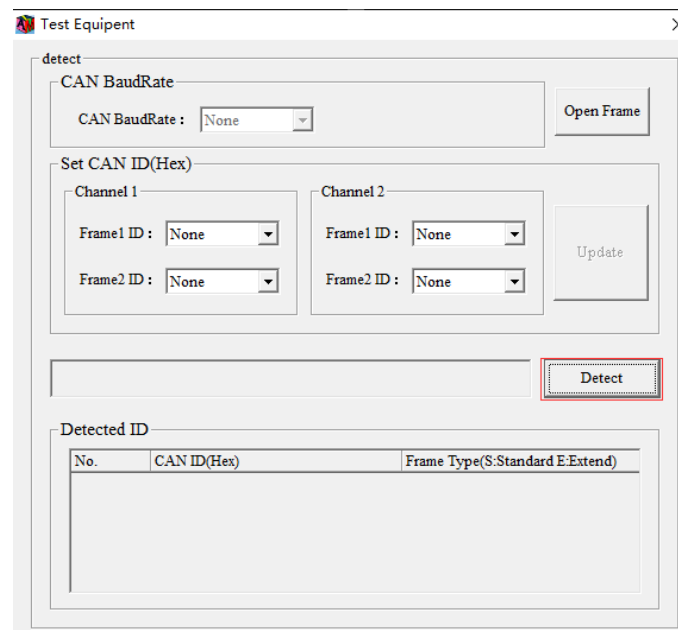 Test Equipent
detect
CAN BaudRate
CAN BaudRate : None
Open Frame
Set CAN ID(Hex)
Channel 1
Channel 2
Frame1 ID : None
Frame1 ID : None
Update
Frame2 ID : None
Frame2 ID : None
Detect
Detected ID
No. CAN ID(Hex) Frame Type(S:Standard E:Extend)